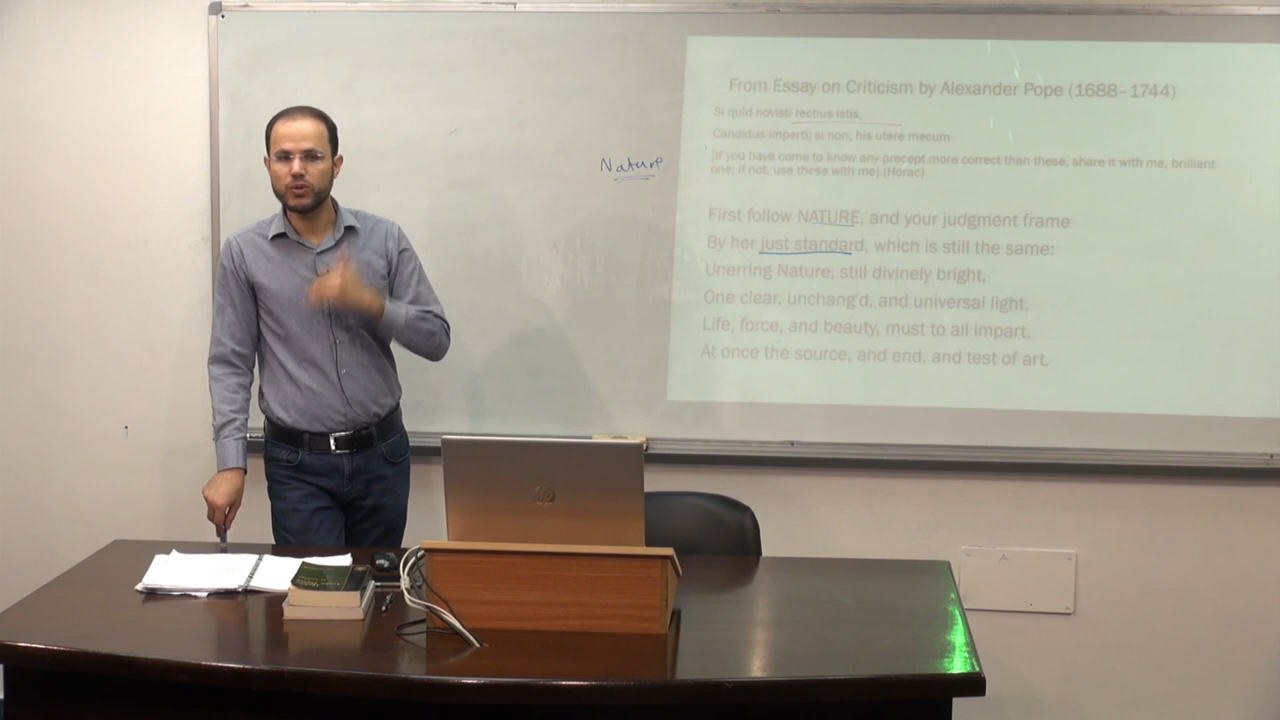 Nature
From Essay on Criticism by Alexander Pope (1688–1744)
Si quid novisti rectius istis,
Candidus imperti; si non, his utere mecum
[If you have come to know any precept more correct than these, share it with me, brilliant
one; if not, use these with me] (Horac)
First follow NATURE, and your judgment frame
By her just standard, which is still the same:
Unerring Nature, still divinely bright,
One clear, unchang'd, and universal light,
Life, force, and beauty, must to all impart,
At once the source, and end, and test of art.
hp